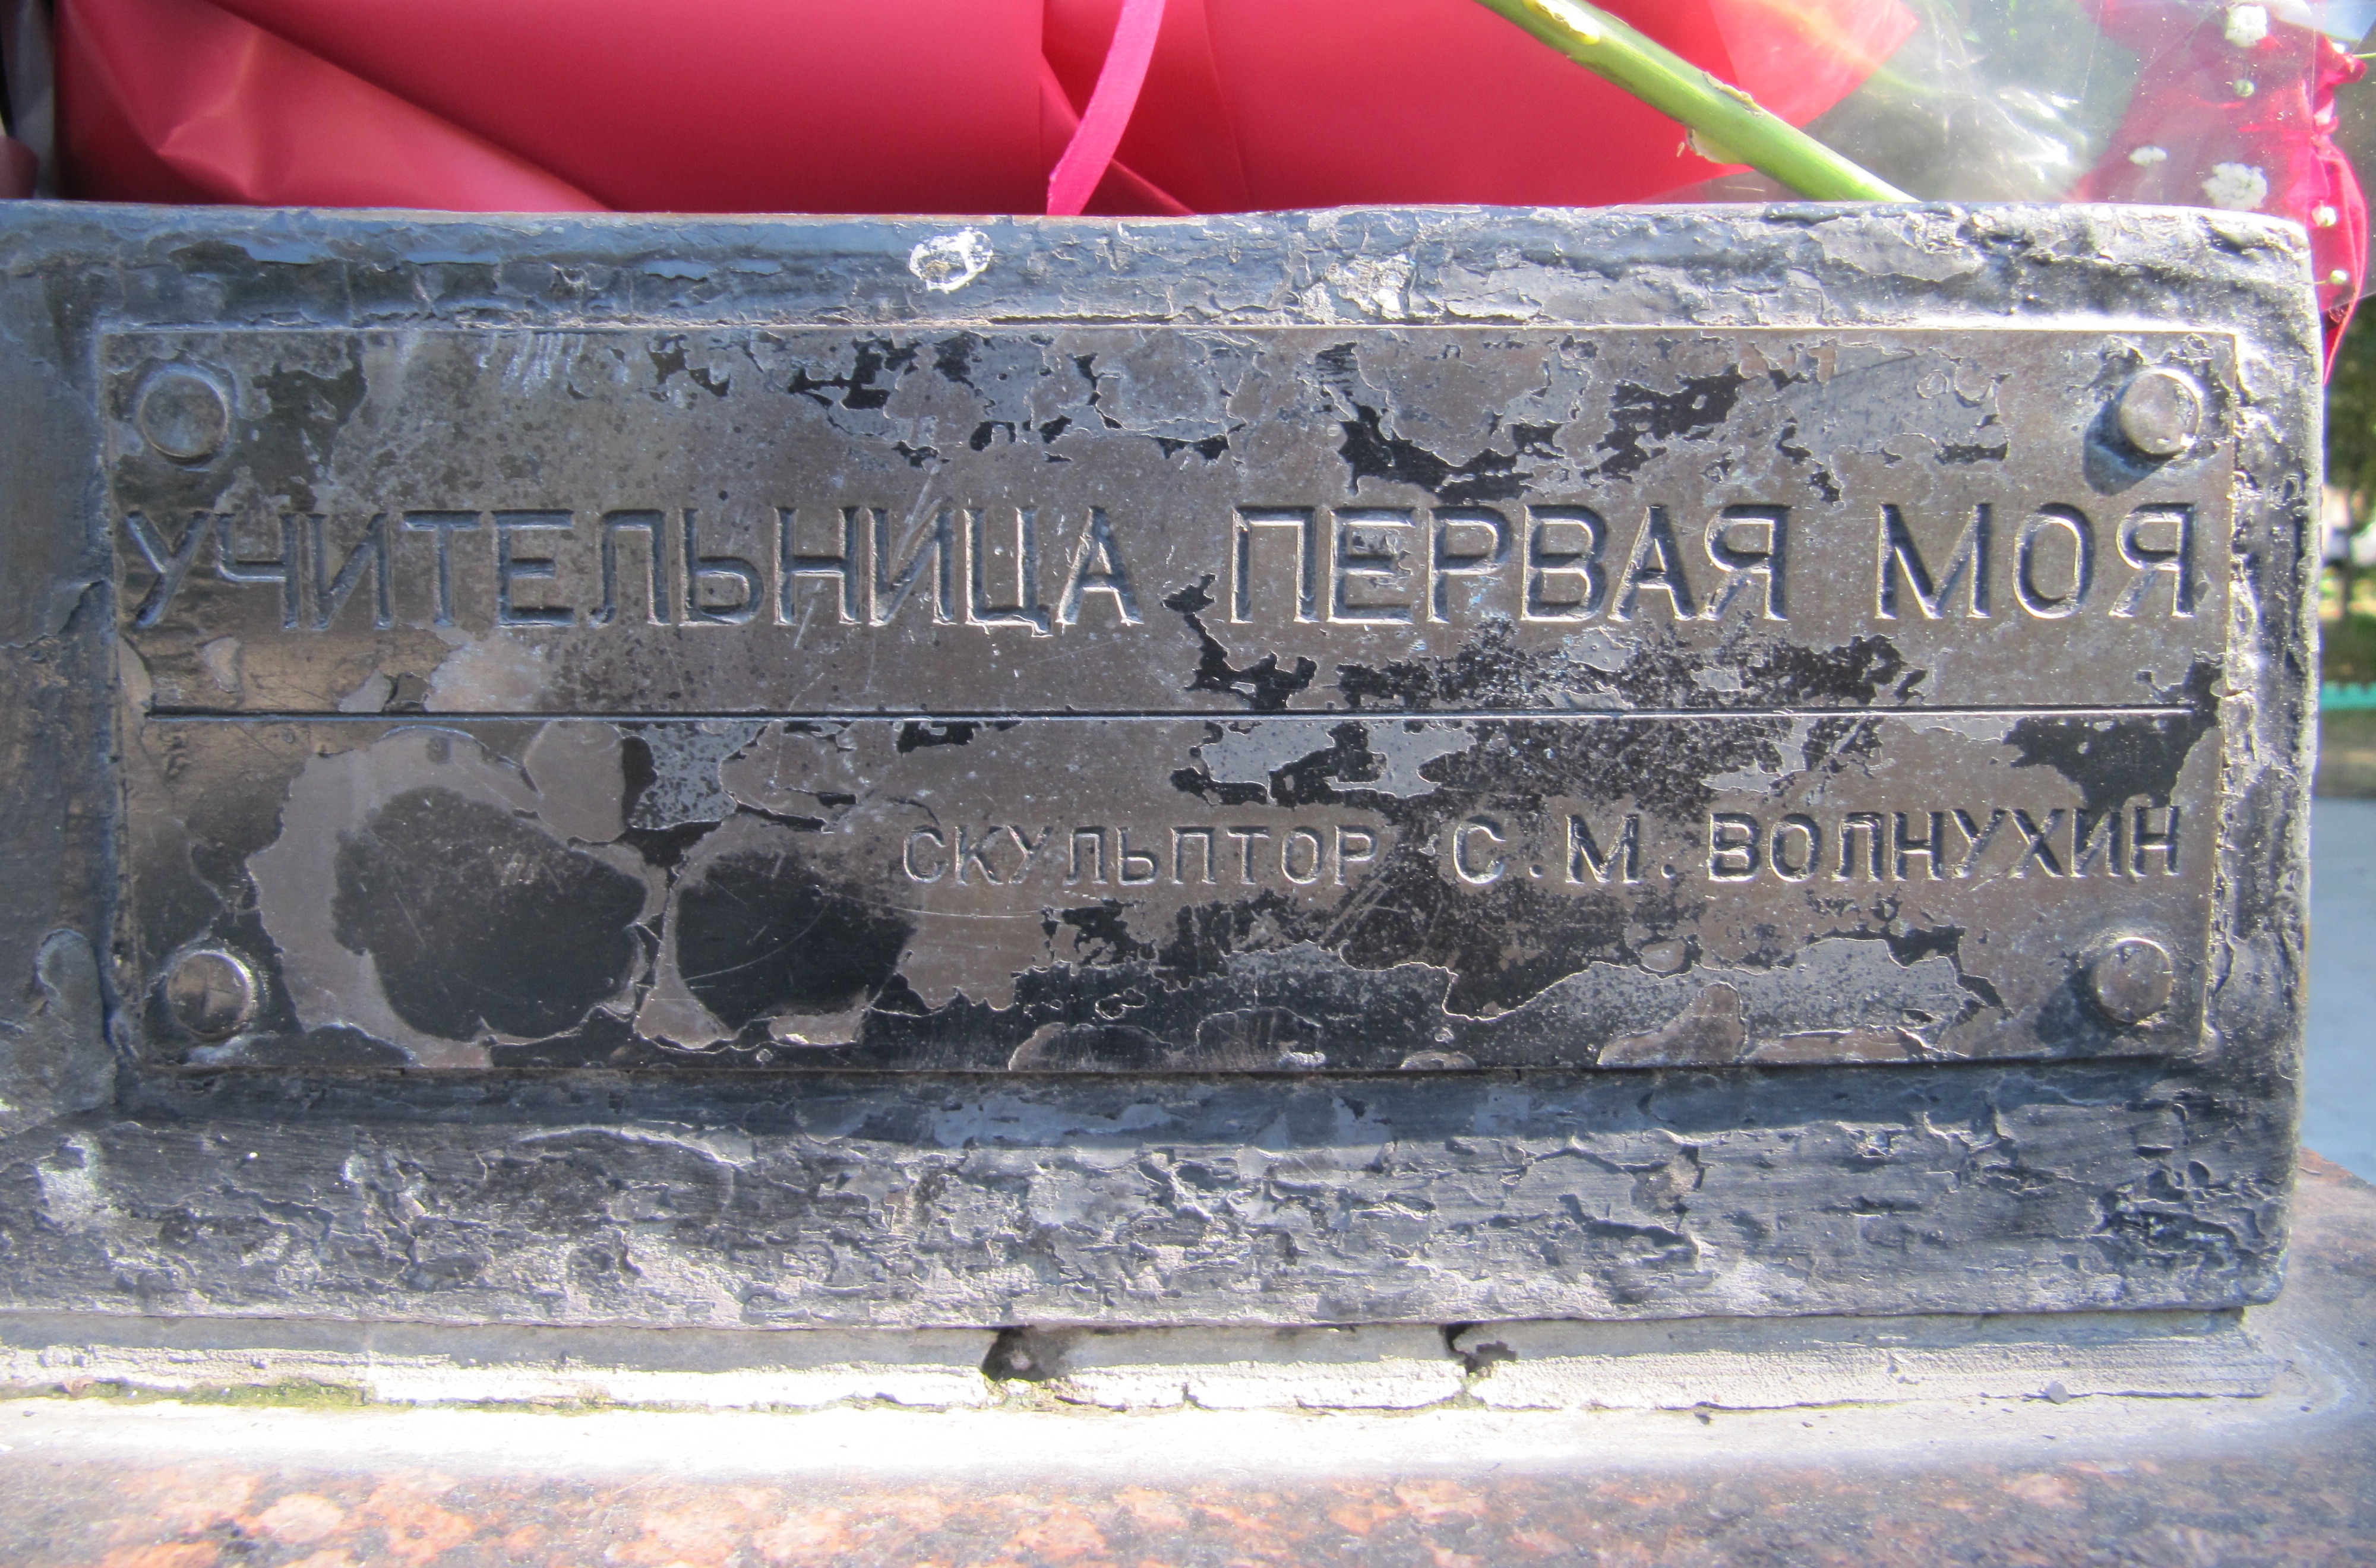 УЧИТЕЛЬНИЦА ПЕРВАЯ МОЯ
СКУЛЬПТОР С.М.ВОЛНУХИН